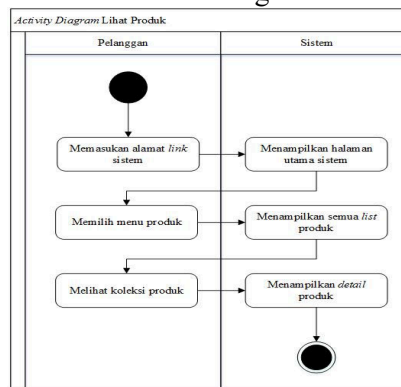 Activity Diagram Lihat Produk
Pelanggan
Sistem
Memasukan alamat link
sistem
Menampilkan halaman
utama sistem
Memilih menu produk
Menampilkan semua list
produk
Melihat koleksi produk
Menampilkan detail
produk